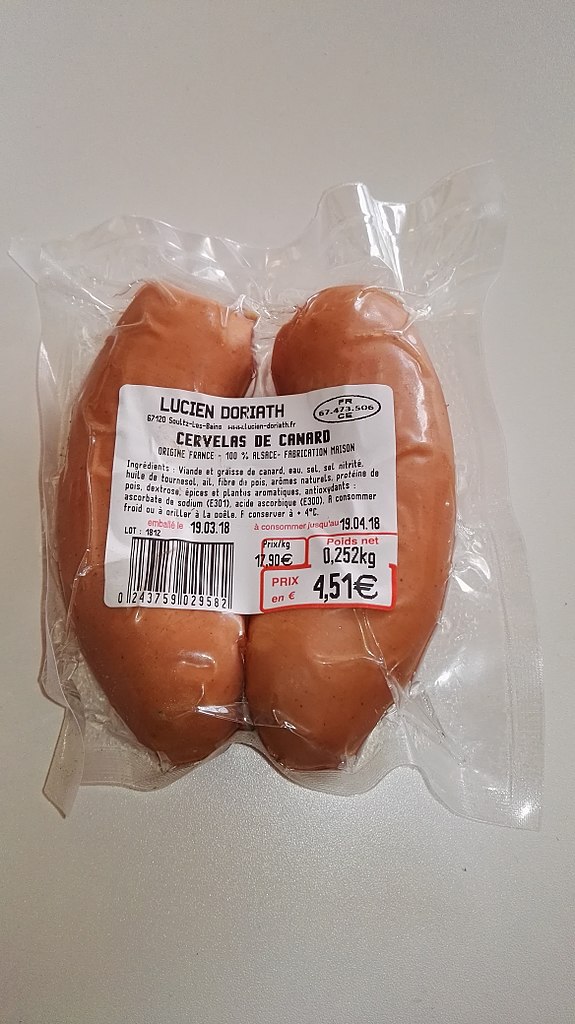 LUCIEN DORIATH
67120 Soultz-Les-Bains www.lucien-doriath.fr
FR
67.473.506
CE
CERVELAS DE CANARD
ORIGINE FRANCE - 100 % ALSACE- FABRICATION MAISON
Ingrédients : Viande et graisse de canard, eau, sel, sel nitrité,
huile de tournesol, ail, fibre de pois, arômes naturels, protéine de
pois, dextrose, épices et plantes aromatiques, antioxydants :
ascorbate de sodium (E301), acide ascorbique (E300). A consommer
froid ou à griller à la poêle. A conserver à + 4°C.
emballé le 19.03.18 à consommer jusqu'au 19.04.18
LOT : 1812
Prix/kg
17,90€
Poids net
0,252kg
PRIX
en €
4,51€
0 243759 029582